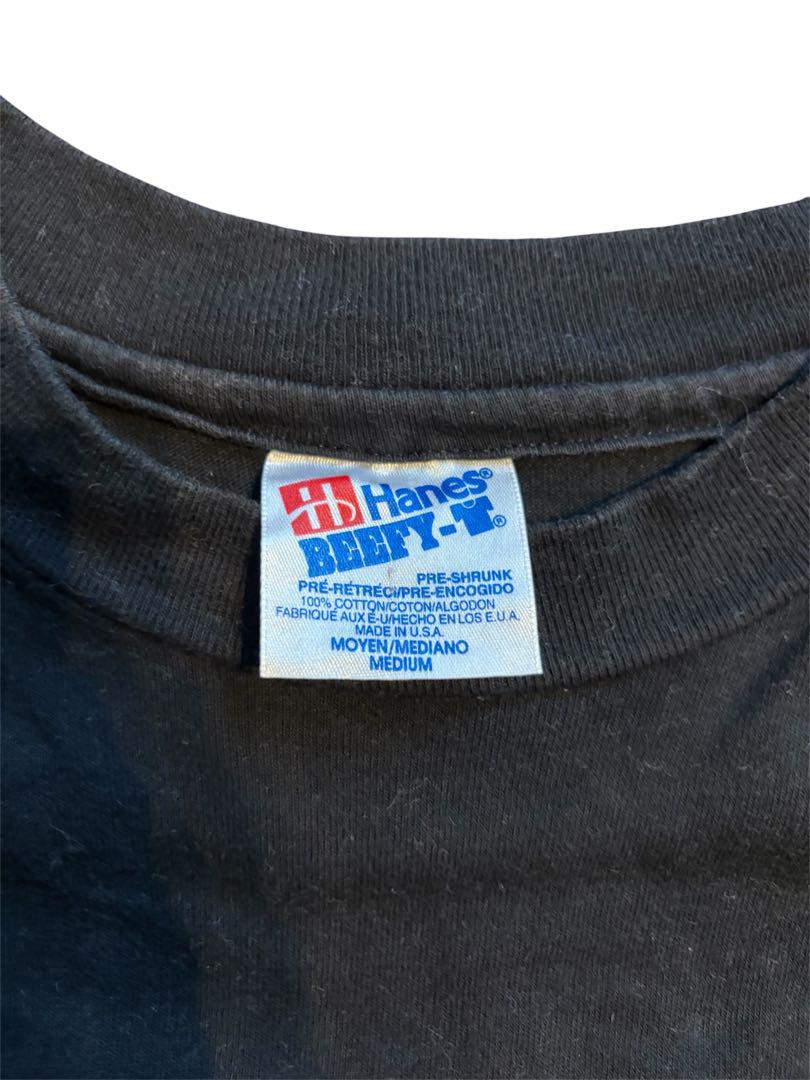 Hanes®
BEEFY-T®
PRE-SHRUNK
PRÉ-RÉTRÉCI/PRE-ENCOGIDO
100% COTTON/COTON/ALGODON
FABRIQUÉ AUX É-U/HECHO EN LOS E.U.A.
MADE IN U.S.A.
MOYEN/MEDIANO
MEDIUM